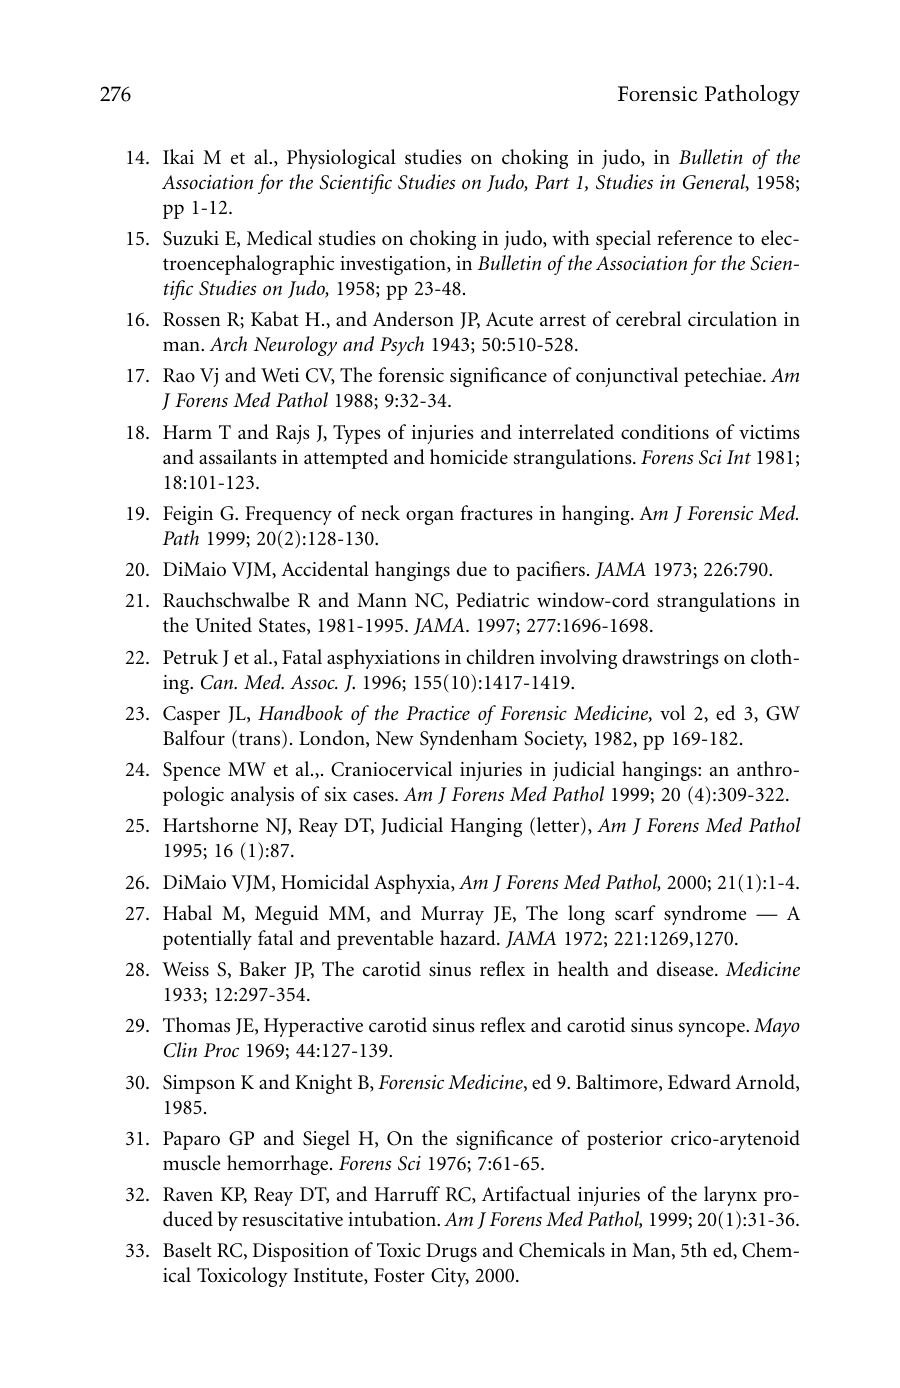 276 Forensic Pathology
14. Ikai M et al., Physiological studies on choking in judo, in Bulletin of the
Association for the Scientific Studies on Judo, Part 1, Studies in General, 1958;
pp 1-12.
15. Suzuki E, Medical studies on choking in judo, with special reference to elec-
troencephalographic investigation, in Bulletin of the Association for the Scien-
tific Studies on Judo, 1958; pp 23-48.
16. Rossen R; Kabat H., and Anderson JP, Acute arrest of cerebral circulation in
man. Arch Neurology and Psych 1943; 50:510-528.
17. Rao Vj and Weti CV, The forensic significance of conjunctival petechiae. Am
J Forens Med Pathol 1988; 9:32-34.
18. Harm T and Rajs J, Types of injuries and interrelated conditions of victims
and assailants in attempted and homicide strangulations. Forens Sci Int 1981;
18:101-123.
19. Feigin G. Frequency of neck organ fractures in hanging. Am J Forensic Med.
Path 1999; 20(2):128-130.
20. DiMaio VJM, Accidental hangings due to pacifiers. JAMA 1973; 226:790.
21. Rauchschwalbe R and Mann NC, Pediatric window-cord strangulations in
the United States, 1981-1995. JAMA. 1997; 277:1696-1698.
22. Petruk J et al., Fatal asphyxiations in children involving drawstrings on cloth-
ing. Can. Med. Assoc. J. 1996; 155(10):1417-1419.
23. Casper JL, Handbook of the Practice of Forensic Medicine, vol 2, ed 3, GW
Balfour (trans). London, New Syndenham Society, 1982, pp 169-182.
24. Spence MW et al.,. Craniocervical injuries in judicial hangings: an anthro-
pologic analysis of six cases. Am J Forens Med Pathol 1999; 20 (4):309-322.
25. Hartshorne NJ, Reay DT, Judicial Hanging (letter), Am J Forens Med Pathol
1995; 16 (1):87.
26. DiMaio VJM, Homicidal Asphyxia, Am J Forens Med Pathol, 2000; 21(1):1-4.
27. Habal M, Meguid MM, and Murray JE, The long scarf syndrome — A
potentially fatal and preventable hazard. JAMA 1972; 221:1269,1270.
28. Weiss S, Baker JP, The carotid sinus reflex in health and disease. Medicine
1933; 12:297-354.
29. Thomas JE, Hyperactive carotid sinus reflex and carotid sinus syncope. Mayo
Clin Proc 1969; 44:127-139.
30. Simpson K and Knight B, Forensic Medicine, ed 9. Baltimore, Edward Arnold,
1985.
31. Paparo GP and Siegel H, On the significance of posterior crico-arytenoid
muscle hemorrhage. Forens Sci 1976; 7:61-65.
32. Raven KP, Reay DT, and Harruff RC, Artifactual injuries of the larynx pro-
duced by resuscitative intubation. Am J Forens Med Pathol, 1999; 20(1):31-36.
33. Baselt RC, Disposition of Toxic Drugs and Chemicals in Man, 5th ed, Chem-
ical Toxicology Institute, Foster City, 2000.